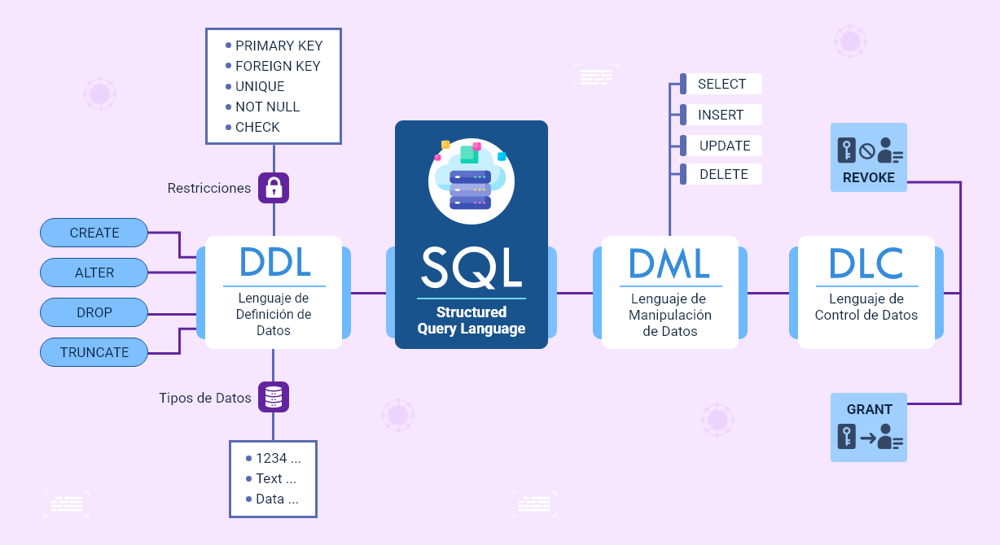 PRIMARY KEY
FOREIGN KEY
UNIQUE
NOT NULL
CHECK
Restricciones
CREATE
ALTER
DROP
TRUNCATE
DDL
Lenguaje de
Definición de
Datos
Tipos de Datos
1234 ...
Text ...
Data ...
SQL
Structured
Query Language
SELECT
INSERT
UPDATE
DELETE
DML
Lenguaje de
Manipulación
de Datos
REVOKE
DLC
Lenguaje de
Control de Datos
GRANT